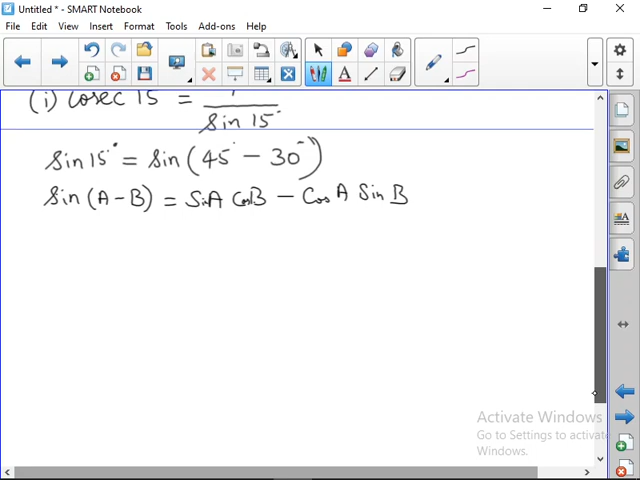 Untitled * - SMART Notebook
File Edit View Insert Format Tools Add-ons Help
(i) Cosec 15 = 1 / Sin 15°
Sin 15° = Sin (45° - 30°)
Sin (A - B) = SinA CosB - Cos A Sin B
Activate Windows
Go to Settings to activate
Windows.